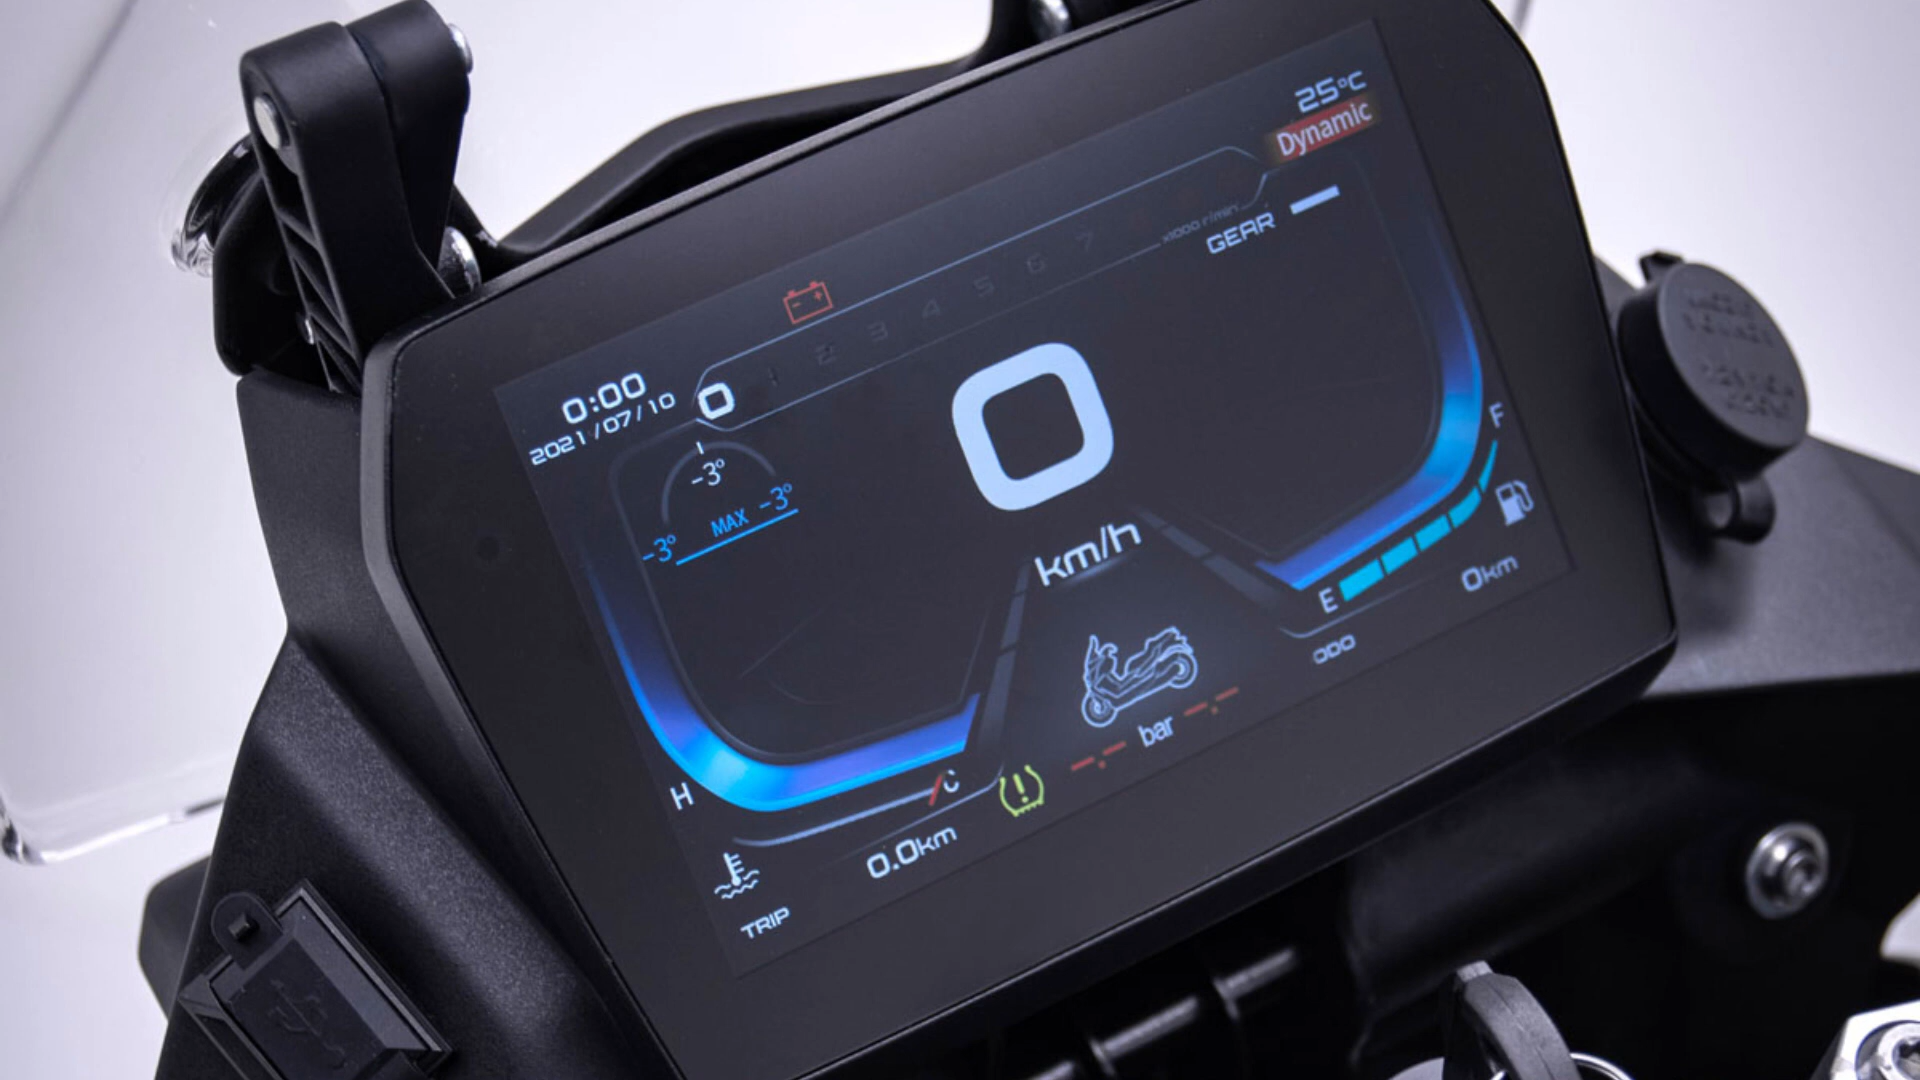 25°C
Dynamic
GEAR –
x1000 r/min
0 1 2 3 4 5 6 7
0:00
2021/07/10
-3°
-3° MAX -3°
0
km/h
F
E
0km
ODO
--.- bar --.-
H
C
0.0km
TRIP